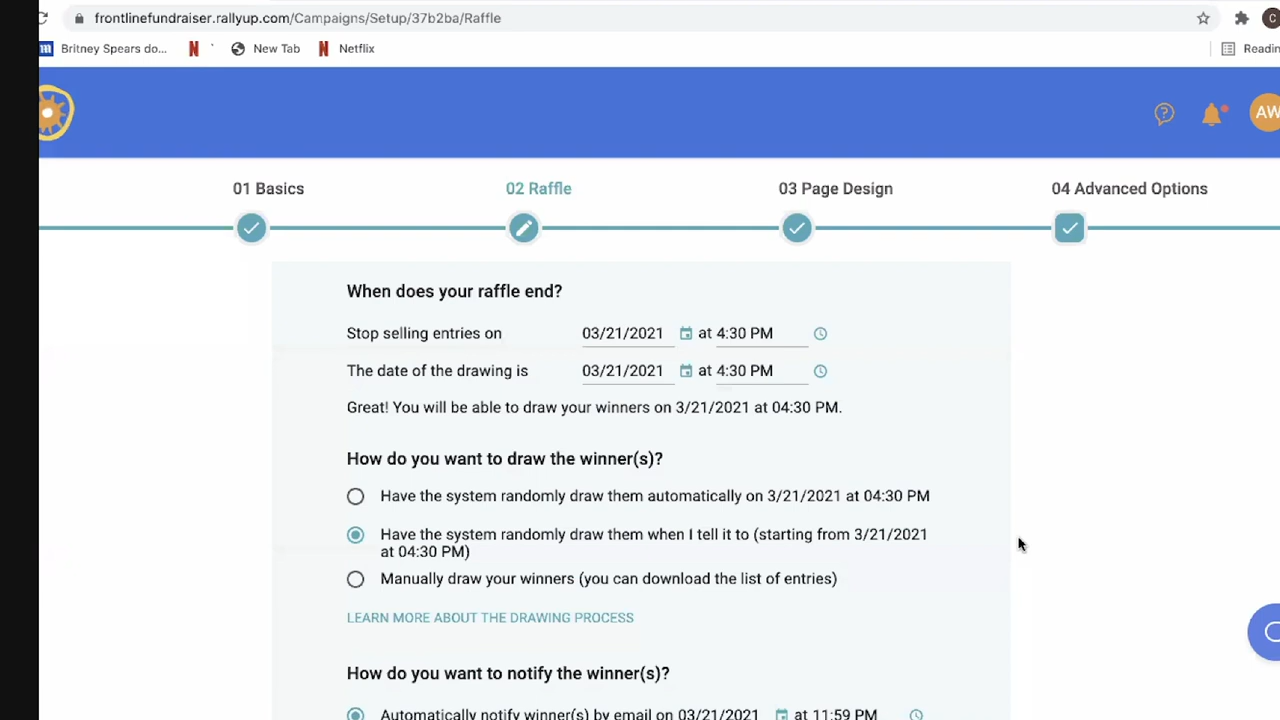 frontlinefundraiser.rallyup.com/Campaigns/Setup/37b2ba/Raffle
C
m Britney Spears do... N ` New Tab N Netflix Readin
? AW
01 Basics 02 Raffle 03 Page Design 04 Advanced Options
When does your raffle end?
Stop selling entries on 03/21/2021 at 4:30 PM
The date of the drawing is 03/21/2021 at 4:30 PM
Great! You will be able to draw your winners on 3/21/2021 at 04:30 PM.
How do you want to draw the winner(s)?
Have the system randomly draw them automatically on 3/21/2021 at 04:30 PM
Have the system randomly draw them when I tell it to (starting from 3/21/2021
at 04:30 PM)
Manually draw your winners (you can download the list of entries)
LEARN MORE ABOUT THE DRAWING PROCESS
How do you want to notify the winner(s)?
Automatically notify winner(s) by email on 03/21/2021 at 11:59 PM